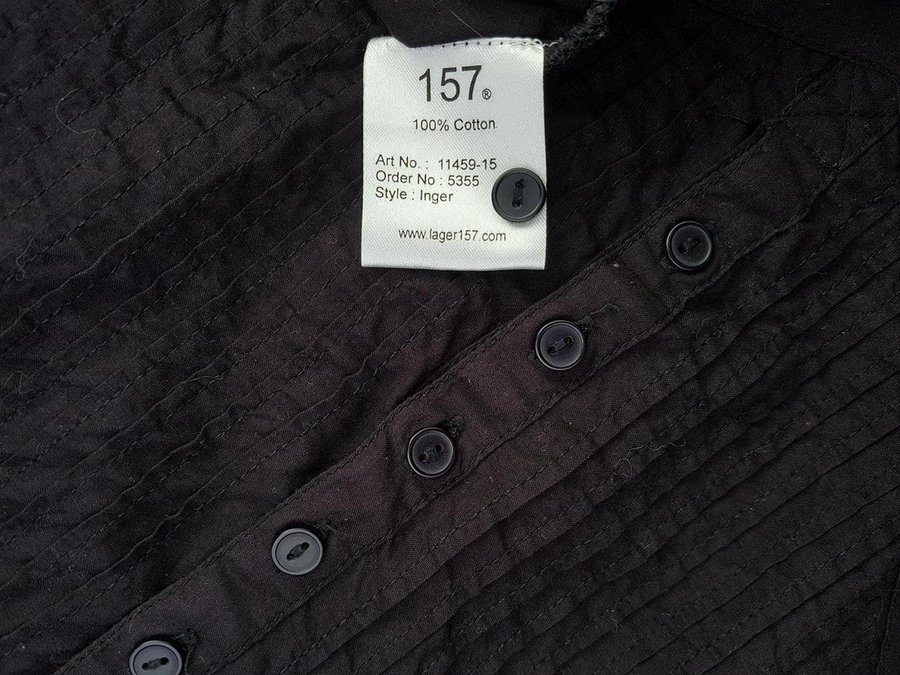 157®
100% Cotton
Art No. : 11459-15
Order No : 5355
Style : Inger
www.lager157.com